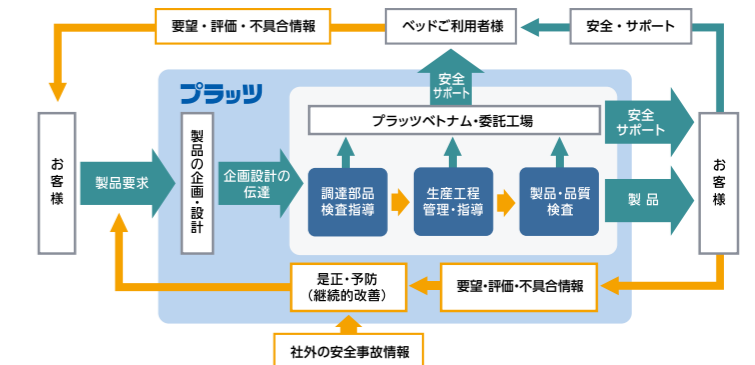 要望・評価・不具合情報
ベッドご利用者様
安全・サポート
プラッツ
安全
サポート
プラッツベトナム・委託工場
安全
サポート
お客様
製品要求
製品の企画・設計
企画設計の
伝達
調達部品
検査指導
生産工程
管理・指導
製品・品質
検査
製品
お客様
是正・予防
（継続的改善）
要望・評価・不具合情報
社外の安全事故情報